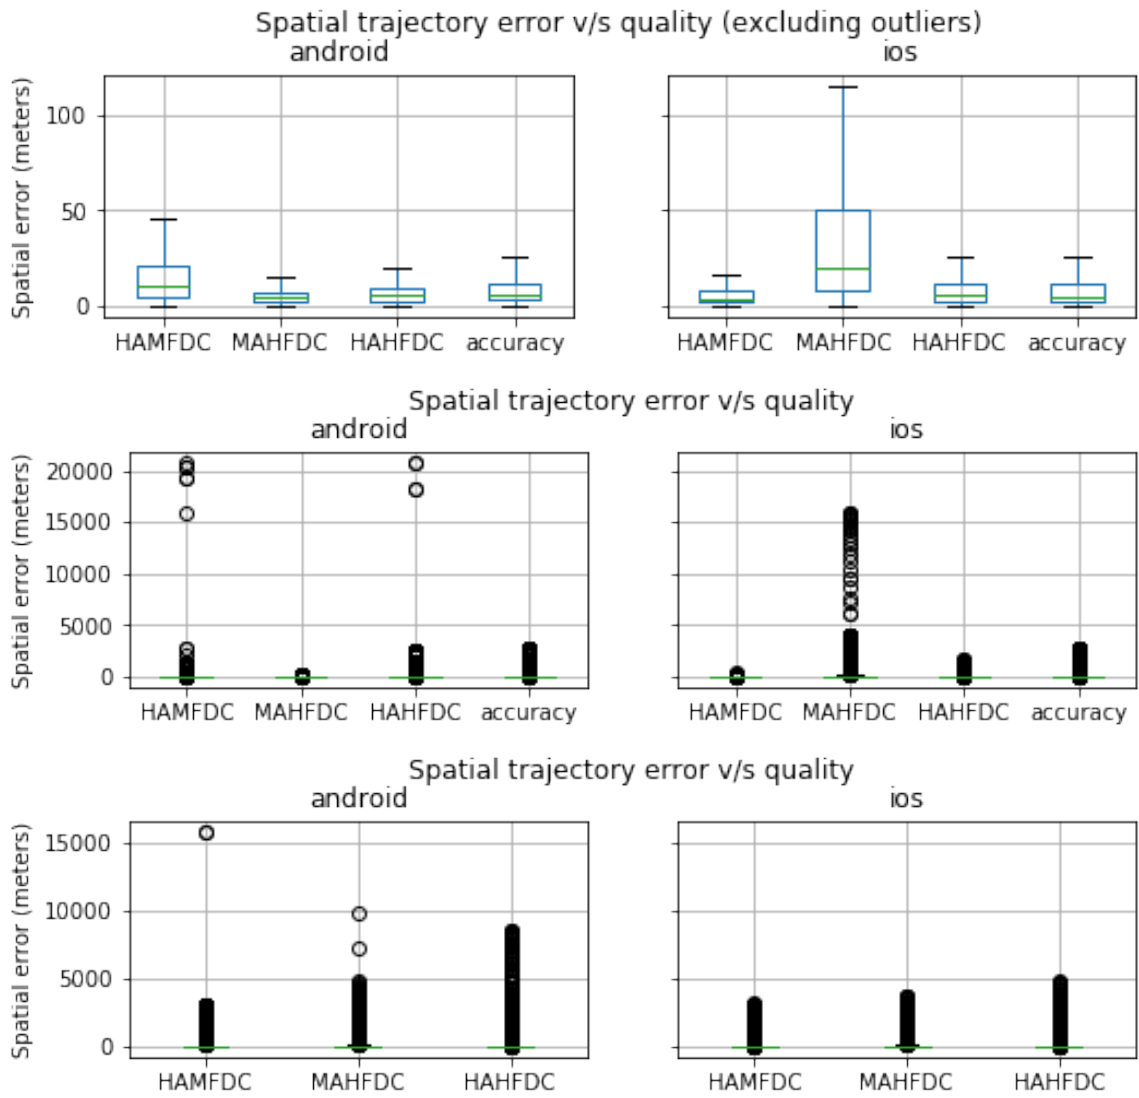 Spatial trajectory error v/s quality (excluding outliers)
android
ios
Spatial error (meters)
100
50
0
HAMFDC MAHFDC HAHFDC accuracy
HAMFDC MAHFDC HAHFDC accuracy
Spatial trajectory error v/s quality
android
ios
Spatial error (meters)
20000
15000
10000
5000
0
HAMFDC MAHFDC HAHFDC accuracy
HAMFDC MAHFDC HAHFDC accuracy
Spatial trajectory error v/s quality
android
ios
Spatial error (meters)
15000
10000
5000
0
HAMFDC MAHFDC HAHFDC
HAMFDC MAHFDC HAHFDC